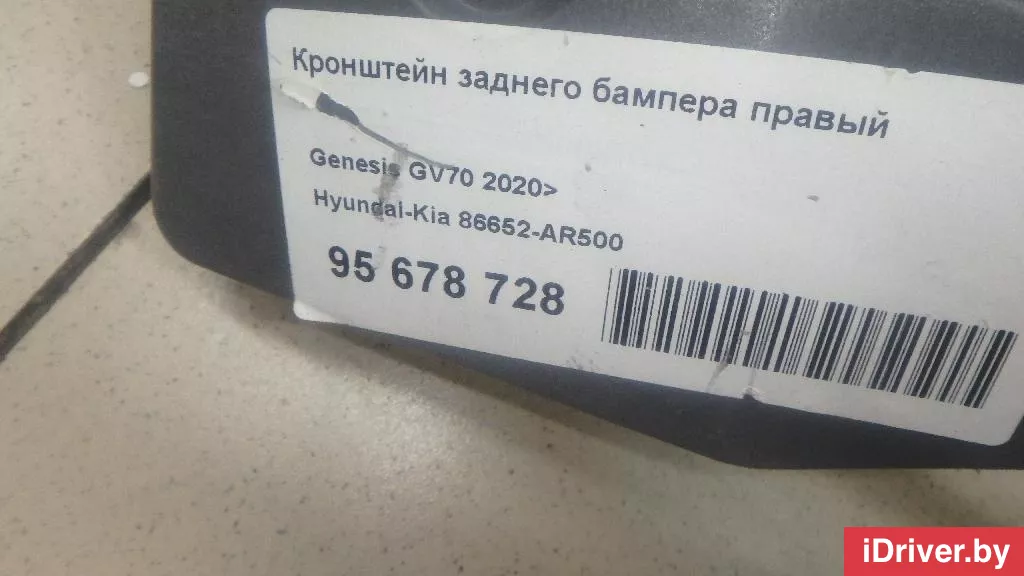 Кронштейн заднего бампера правый
Genesis GV70 2020>
Hyundai-Kia 86652-AR500
95 678 728
iDriver.by